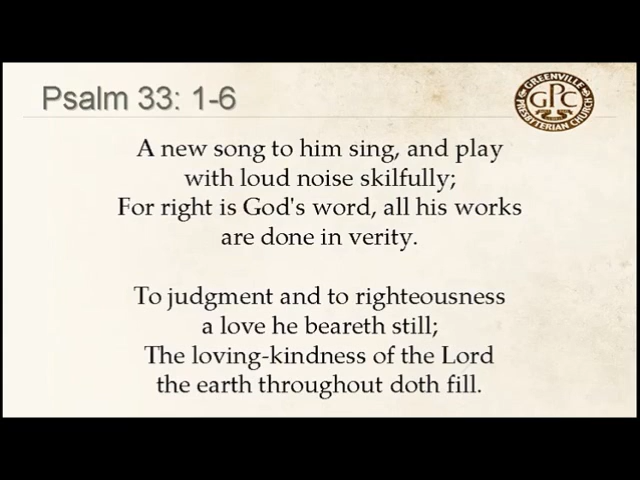 Psalm 33: 1-6
GREENVILLE
GPC
PRESBYTERIAN CHURCH
A new song to him sing, and play
with loud noise skilfully;
For right is God's word, all his works
are done in verity.
To judgment and to righteousness
a love he beareth still;
The loving-kindness of the Lord
the earth throughout doth fill.